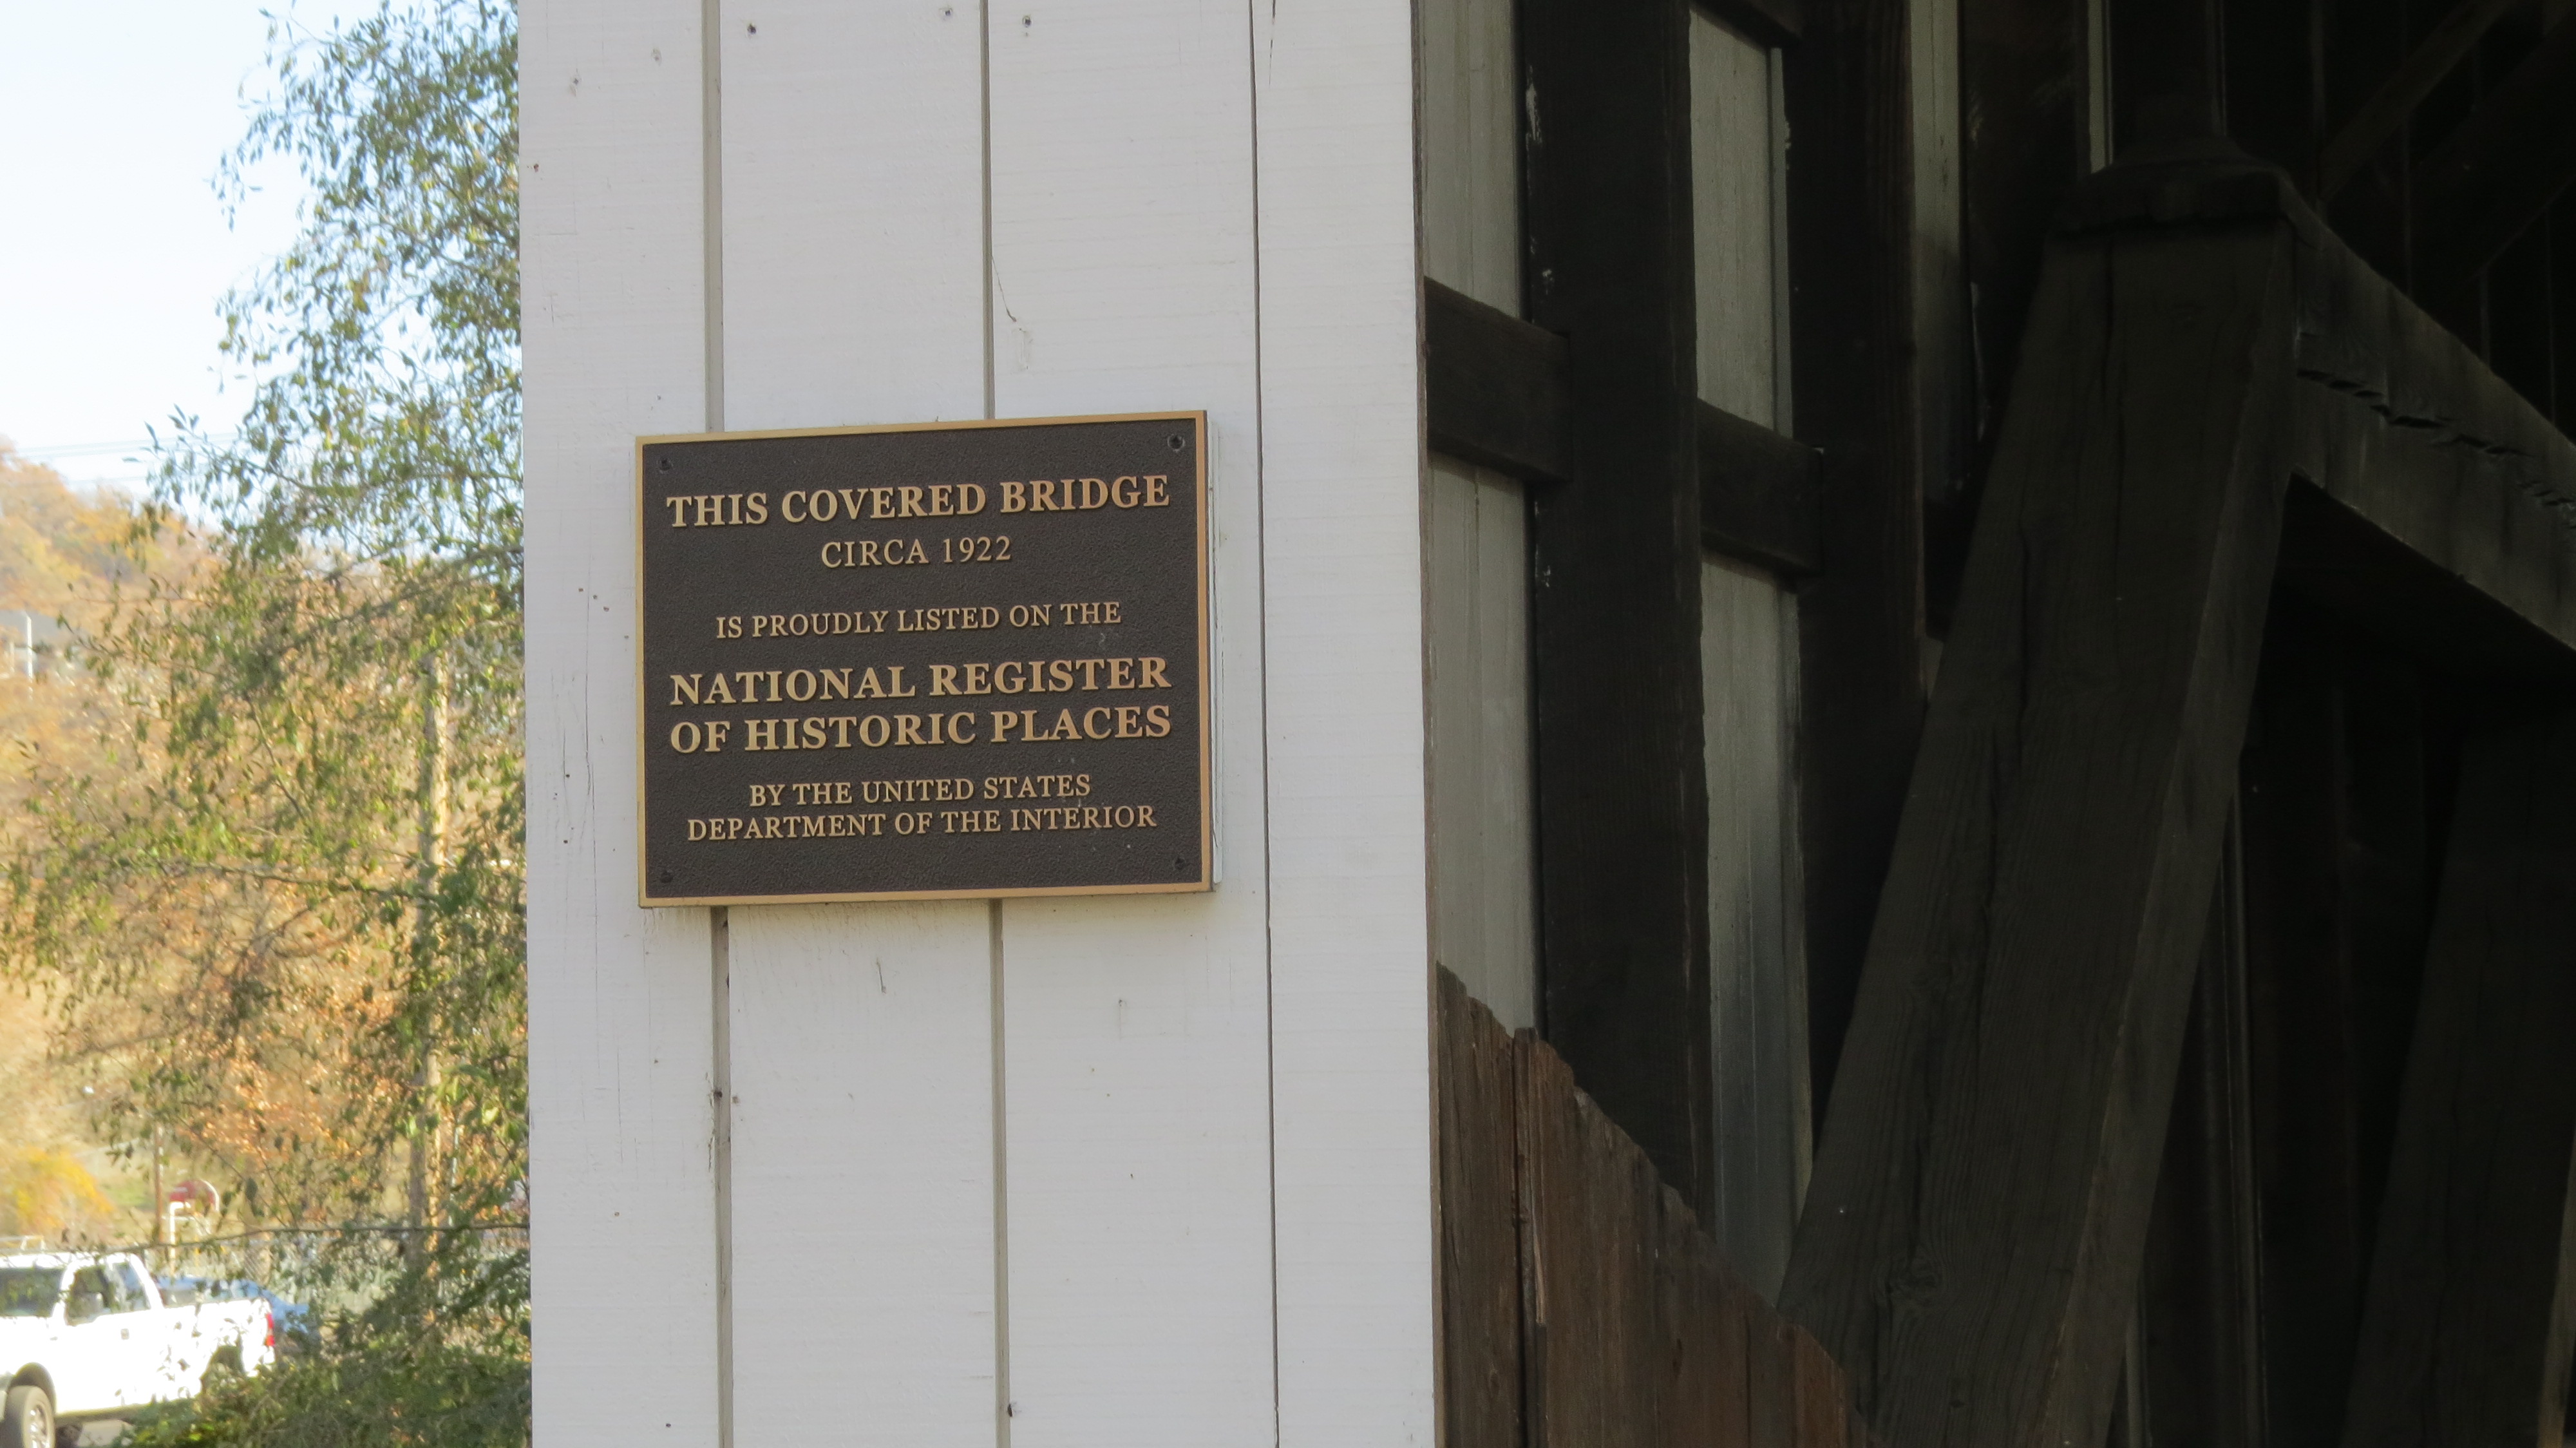 THIS COVERED BRIDGE
CIRCA 1922
IS PROUDLY LISTED ON THE
NATIONAL REGISTER
OF HISTORIC PLACES
BY THE UNITED STATES
DEPARTMENT OF THE INTERIOR